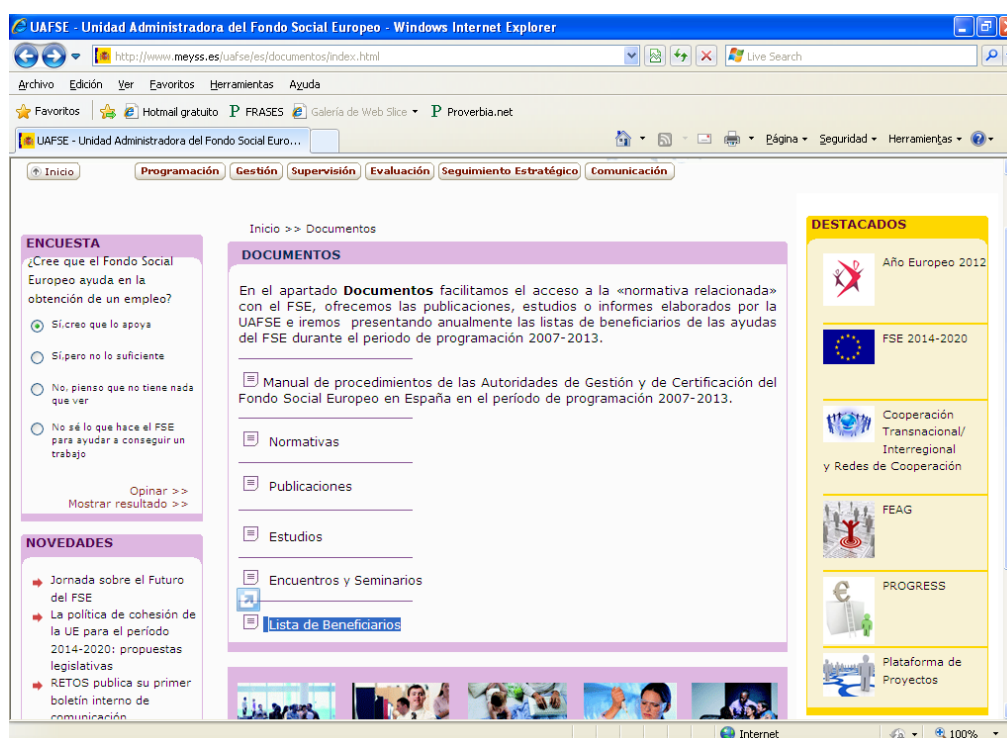 UAFSE - Unidad Administradora del Fondo Social Europeo - Windows Internet Explorer
http://www.meyss.es/uafse/es/documentos/index.html
Live Search
Archivo Edición Ver Favoritos Herramientas Ayuda
Favoritos Hotmail gratuito FRASES Galería de Web Slice Proverbia.net
UAFSE - Unidad Administradora del Fondo Social Euro...
Página Seguridad Herramientas
Inicio Programación Gestión Supervisión Evaluación Seguimiento Estratégico Comunicación
ENCUESTA
¿Cree que el Fondo Social
Europeo ayuda en la
obtención de un empleo?
Sí,creo que lo apoya
Sí,pero no lo suficiente
No, pienso que no tiene nada
que ver
No sé lo que hace el FSE
para ayudar a conseguir un
trabajo
Opinar >>
Mostrar resultado >>
NOVEDADES
Jornada sobre el Futuro
del FSE
La política de cohesión de
la UE para el período
2014-2020: propuestas
legislativas
RETOS publica su primer
boletín interno de
comunicación
Inicio >> Documentos
DOCUMENTOS
En el apartado Documentos facilitamos el acceso a la «normativa relacionada»
con el FSE, ofrecemos las publicaciones, estudios o informes elaborados por la
UAFSE e iremos presentando anualmente las listas de beneficiarios de las ayudas
del FSE durante el periodo de programación 2007-2013.
Manual de procedimientos de las Autoridades de Gestión y de Certificación del
Fondo Social Europeo en España en el período de programación 2007-2013.
Normativas
Publicaciones
Estudios
Encuentros y Seminarios
Lista de Beneficiarios
DESTACADOS
Año Europeo 2012
FSE 2014-2020
Cooperación
Transnacional/
Interregional
y Redes de Cooperación
FEAG
PROGRESS
Plataforma de
Proyectos
Internet 100%